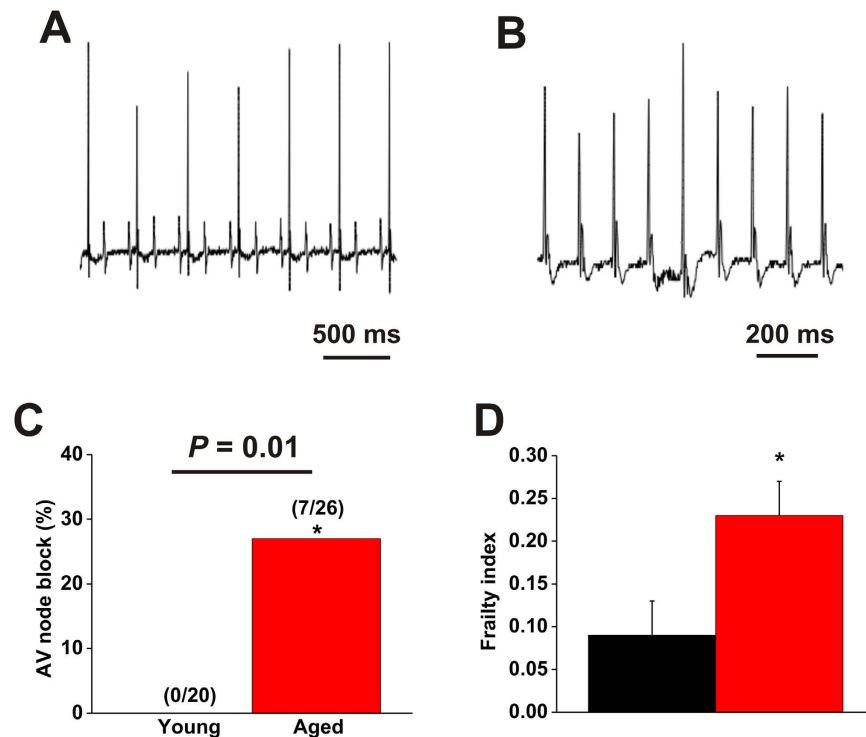 A
B
500 ms
200 ms
C
P = 0.01
40
30
20
10
0
AV node block (%)
(7/26)
*
(0/20)
Young
Aged
D
*
0.30
0.25
0.20
0.15
0.10
0.05
0.00
Frailty index